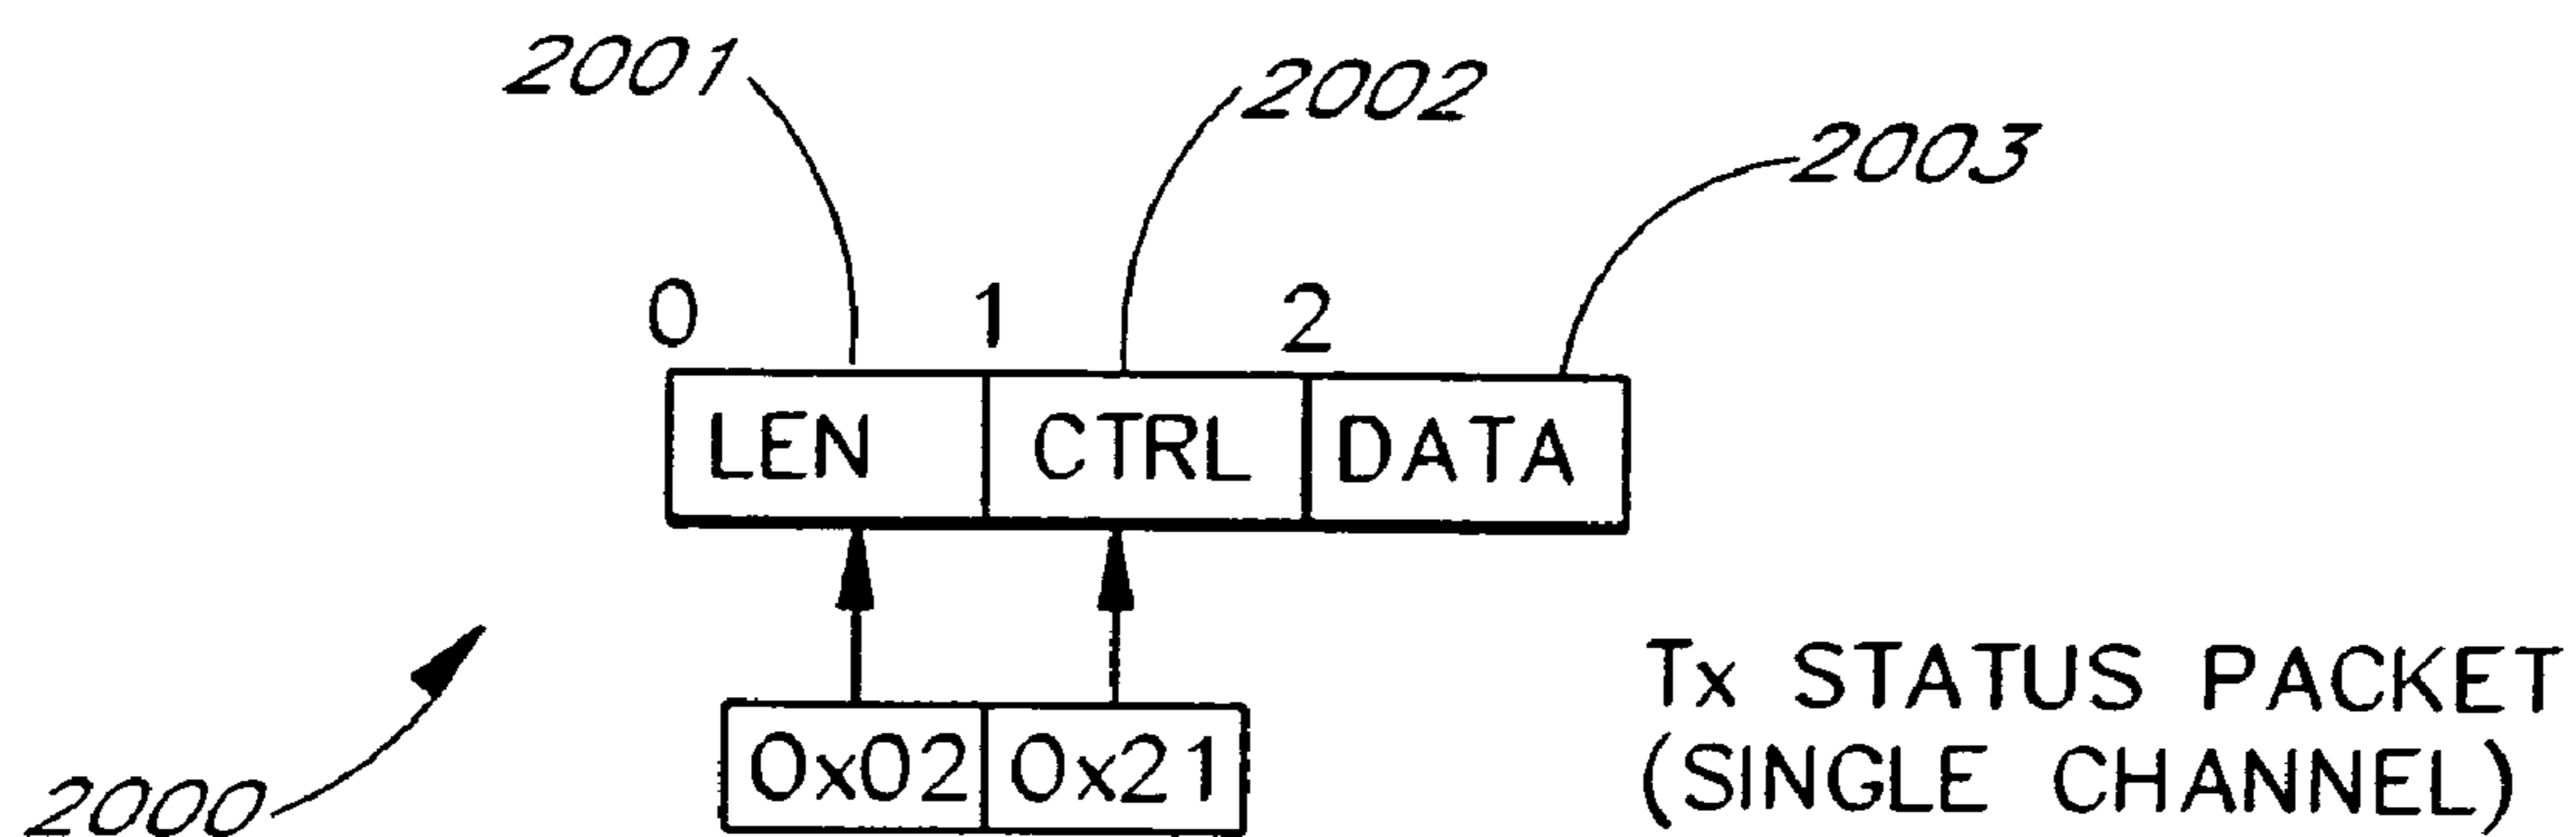 2001 2002
2003
0 1 2
LEN CTRL DATA
0x02 0x21
Tx STATUS PACKET
(SINGLE CHANNEL)
2000